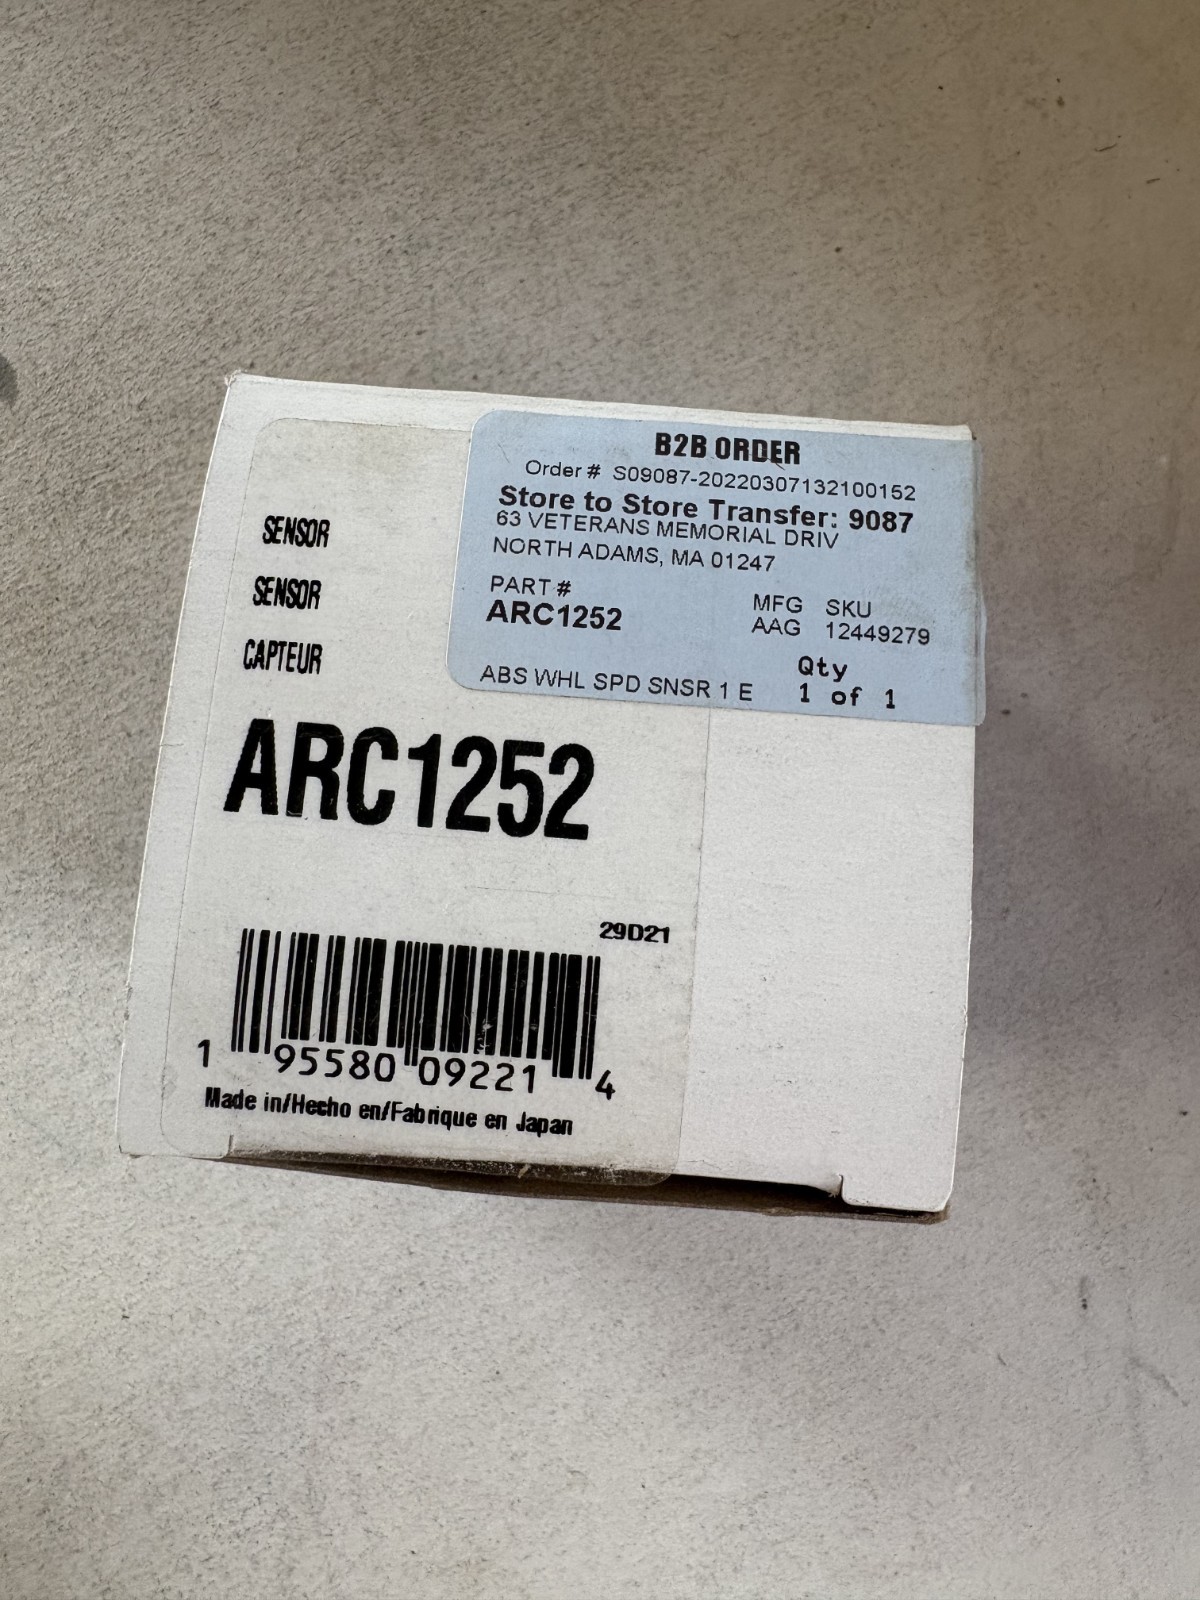 B2B ORDER
Order # S09087-20220307132100152
Store to Store Transfer: 9087
63 VETERANS MEMORIAL DRIV
NORTH ADAMS, MA 01247
PART # MFG SKU
ARC1252 AAG 12449279
Qty
ABS WHL SPD SNSR 1 E 1 of 1
SENSOR
SENSOR
CAPTEUR
ARC1252
29D21
1 95580 09221 4
Made in/Hecho en/Fabrique en Japan